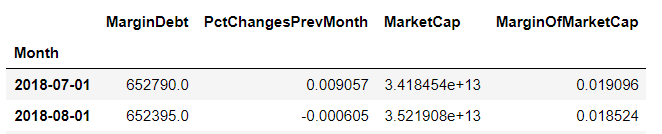 MarginDebt PctChangesPrevMonth MarketCap MarginOfMarketCap
Month
2018-07-01 652790.0 0.009057 3.418454e+13 0.019096
2018-08-01 652395.0 -0.000605 3.521908e+13 0.018524